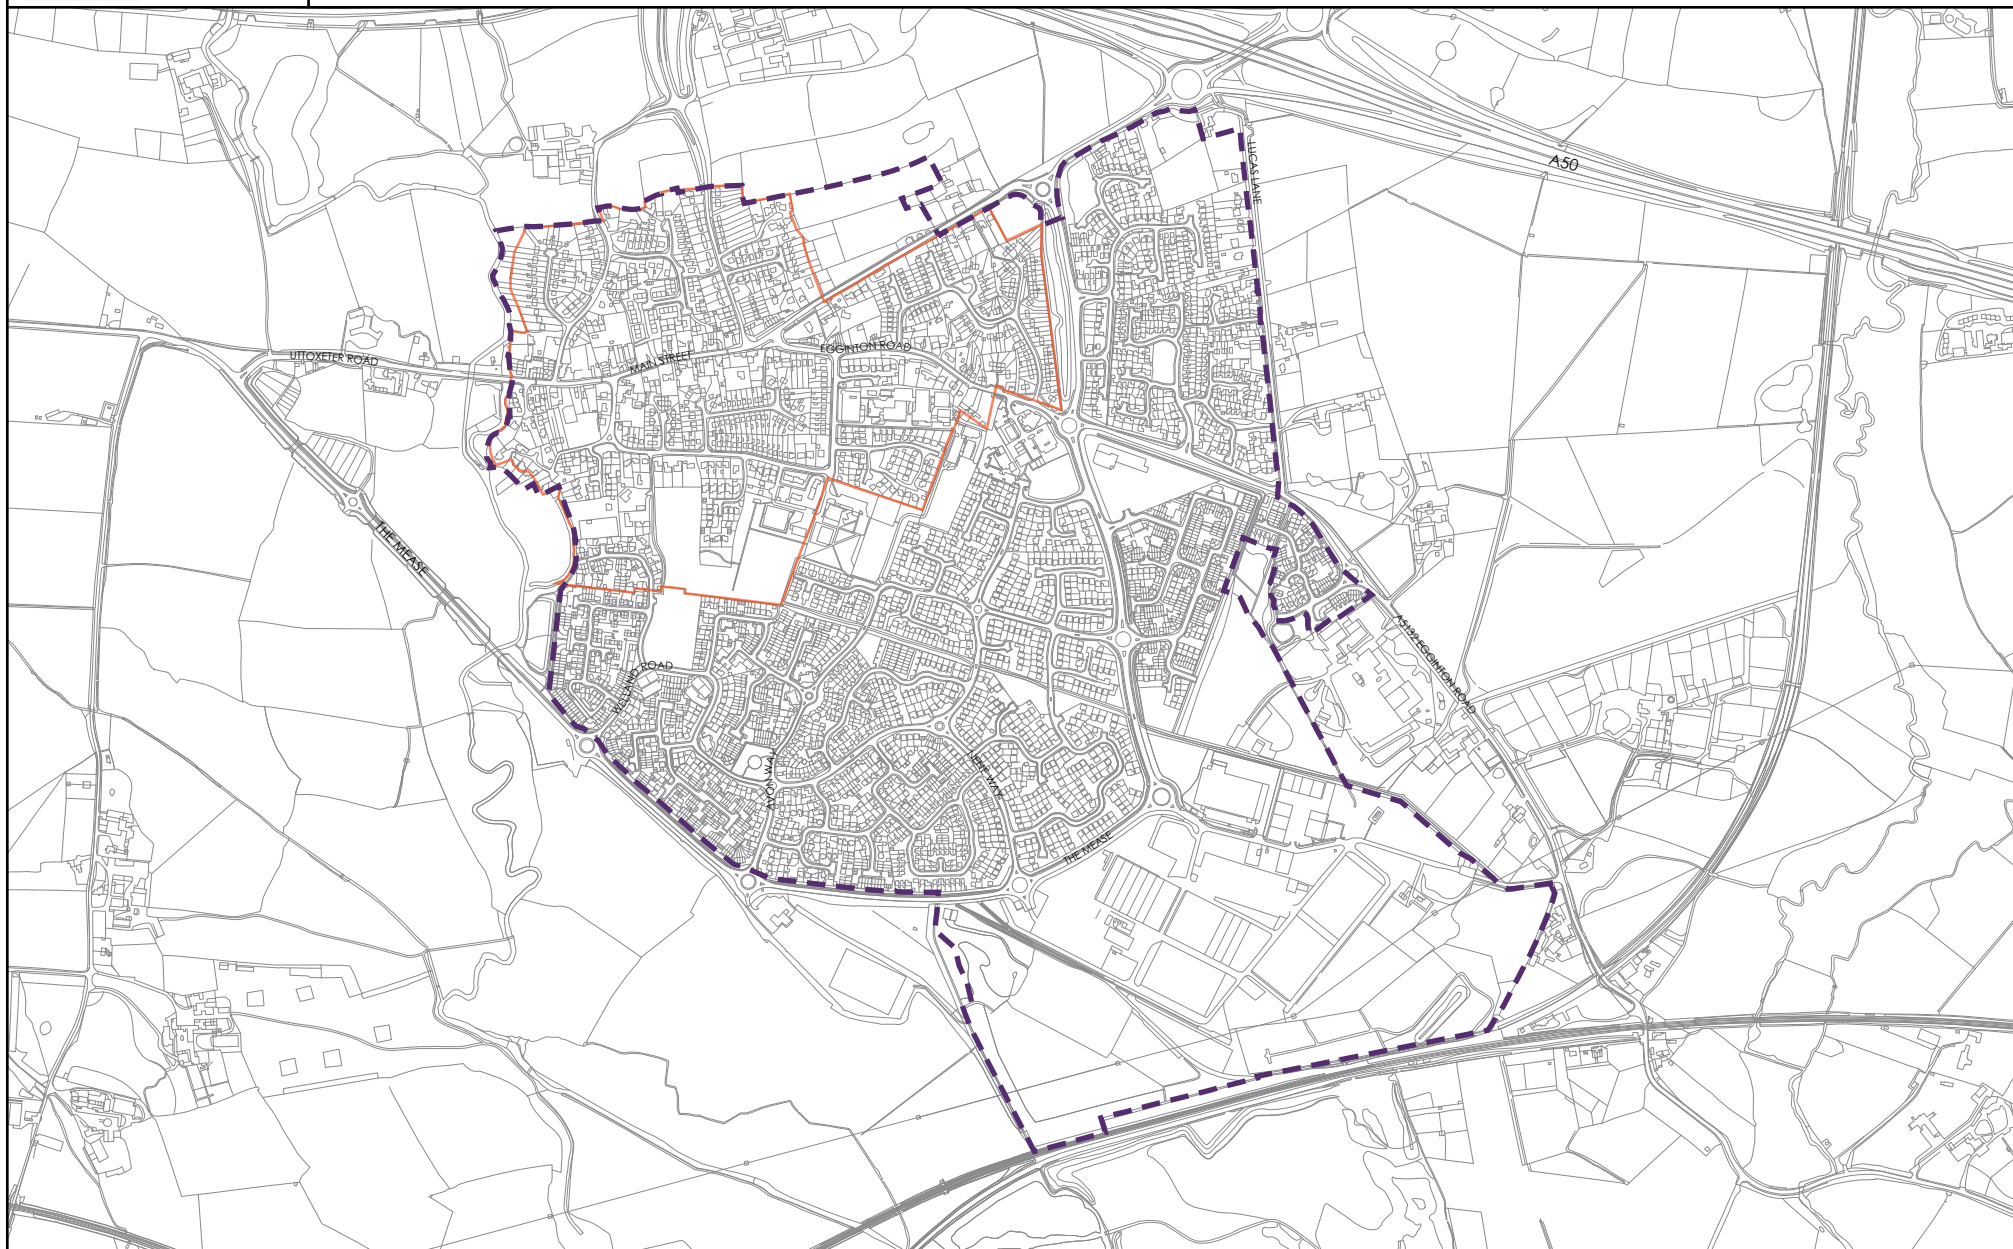 A50
LUCAS LANE
UTTOXETER ROAD
MAIN STREET
EGGINTON ROAD
THE MEASE
A5132 EGGINTON ROAD
WELLAND ROAD
AVON WAY
NENE WAY
THE MEASE